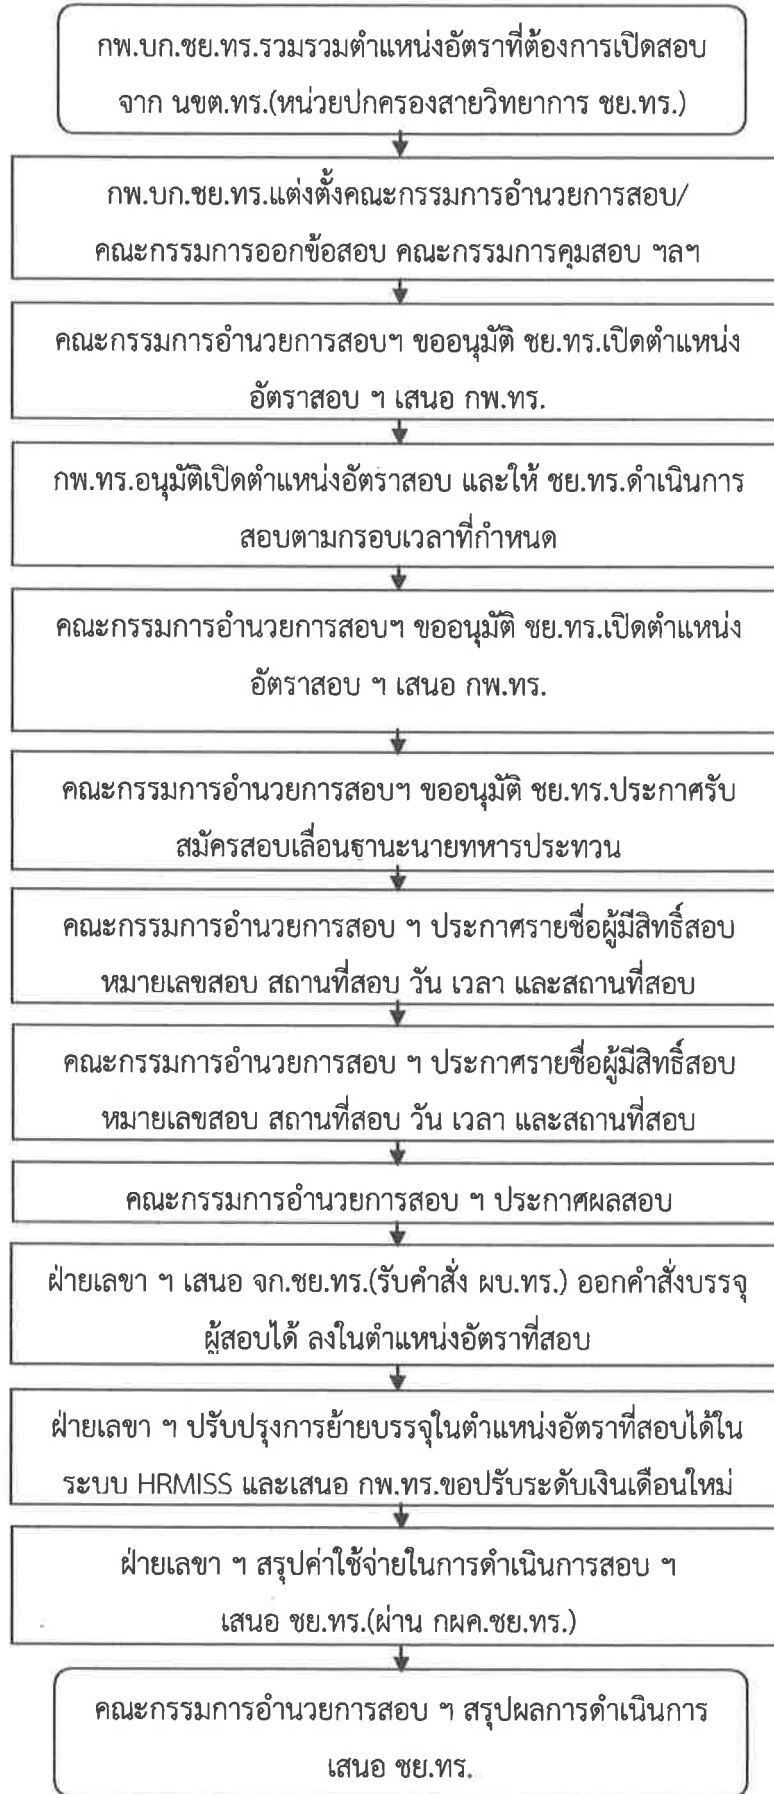 กพ.บก.ชย.ทร.รวมรวมตำแหน่งอัตราที่ต้องการเปิดสอบ
จาก นขต.ทร.(หน่วยปกครองสายวิทยาการ ชย.ทร.)
กพ.บก.ชย.ทร.แต่งตั้งคณะกรรมการอำนวยการสอบ/
คณะกรรมการออกข้อสอบ คณะกรรมการคุมสอบ ฯลฯ
คณะกรรมการอำนวยการสอบฯ ขออนุมัติ ชย.ทร.เปิดตำแหน่ง
อัตราสอบ ฯ เสนอ กพ.ทร.
กพ.ทร.อนุมัติเปิดตำแหน่งอัตราสอบ และให้ ชย.ทร.ดำเนินการ
สอบตามกรอบเวลาที่กำหนด
คณะกรรมการอำนวยการสอบฯ ขออนุมัติ ชย.ทร.เปิดตำแหน่ง
อัตราสอบ ฯ เสนอ กพ.ทร.
คณะกรรมการอำนวยการสอบฯ ขออนุมัติ ชย.ทร.ประกาศรับ
สมัครสอบเลื่อนฐานะนายทหารประทวน
คณะกรรมการอำนวยการสอบ ฯ ประกาศรายชื่อผู้มีสิทธิ์สอบ
หมายเลขสอบ สถานที่สอบ วัน เวลา และสถานที่สอบ
คณะกรรมการอำนวยการสอบ ฯ ประกาศรายชื่อผู้มีสิทธิ์สอบ
หมายเลขสอบ สถานที่สอบ วัน เวลา และสถานที่สอบ
คณะกรรมการอำนวยการสอบ ฯ ประกาศผลสอบ
ฝ่ายเลขา ฯ เสนอ จก.ชย.ทร.(รับคำสั่ง ผบ.ทร.) ออกคำสั่งบรรจุ
ผู้สอบได้ ลงในตำแหน่งอัตราที่สอบ
ฝ่ายเลขา ฯ ปรับปรุงการย้ายบรรจุในตำแหน่งอัตราที่สอบได้ใน
ระบบ HRMISS และเสนอ กพ.ทร.ขอปรับระดับเงินเดือนใหม่
ฝ่ายเลขา ฯ สรุปค่าใช้จ่ายในการดำเนินการสอบ ฯ
เสนอ ชย.ทร.(ผ่าน กผค.ชย.ทร.)
คณะกรรมการอำนวยการสอบ ฯ สรุปผลการดำเนินการ
เสนอ ชย.ทร.